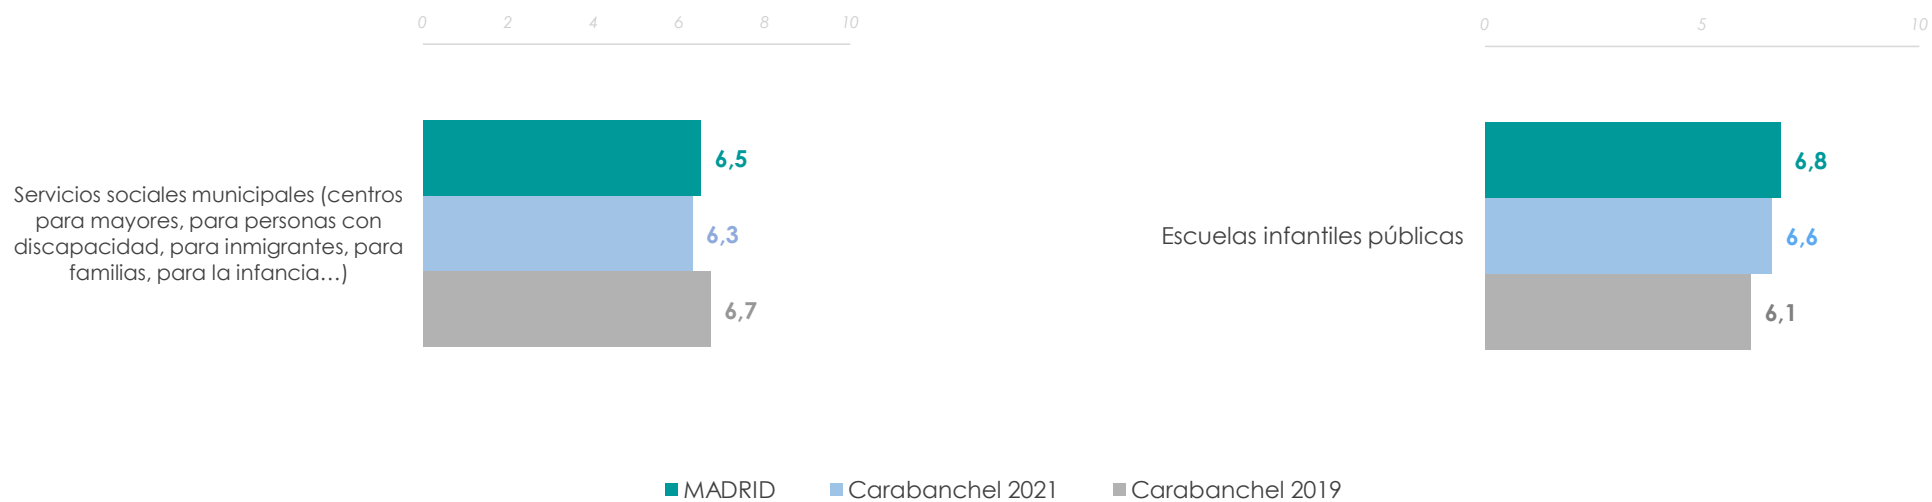 0 2 4 6 8 10
6,5
Servicios sociales municipales (centros
para mayores, para personas con
discapacidad, para inmigrantes, para
familias, para la infancia…)
6,3
6,7
0 5 10
6,8
Escuelas infantiles públicas
6,6
6,1
MADRID Carabanchel 2021 Carabanchel 2019